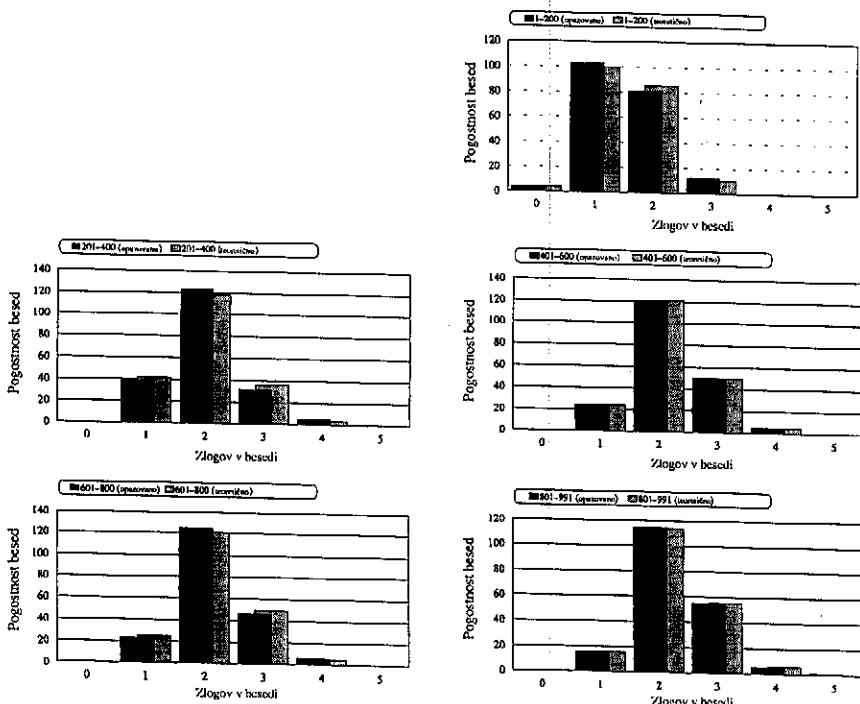 1–200 (opazovano) 1–200 (teoretično)
Pogostnost besed
120
100
80
60
40
20
0
0 1 2 3 4 5
Zlogov v besedi
201–400 (opazovano) 201–400 (teoretično)
Pogostnost besed
140
120
100
80
60
40
20
0
0 1 2 3 4 5
Zlogov v besedi
401–600 (opazovano) 401–600 (teoretično)
Pogostnost besed
140
120
100
80
60
40
20
0
0 1 2 3 4 5
Zlogov v besedi
601–800 (opazovano) 601–800 (teoretično)
Pogostnost besed
140
120
100
80
60
40
20
0
0 1 2 3 4 5
Zlogov v besedi
801–991 (opazovano) 801–991 (teoretično)
Pogostnost besed
120
100
80
60
40
20
0
0 1 2 3 4 5
Zlogov v besedi